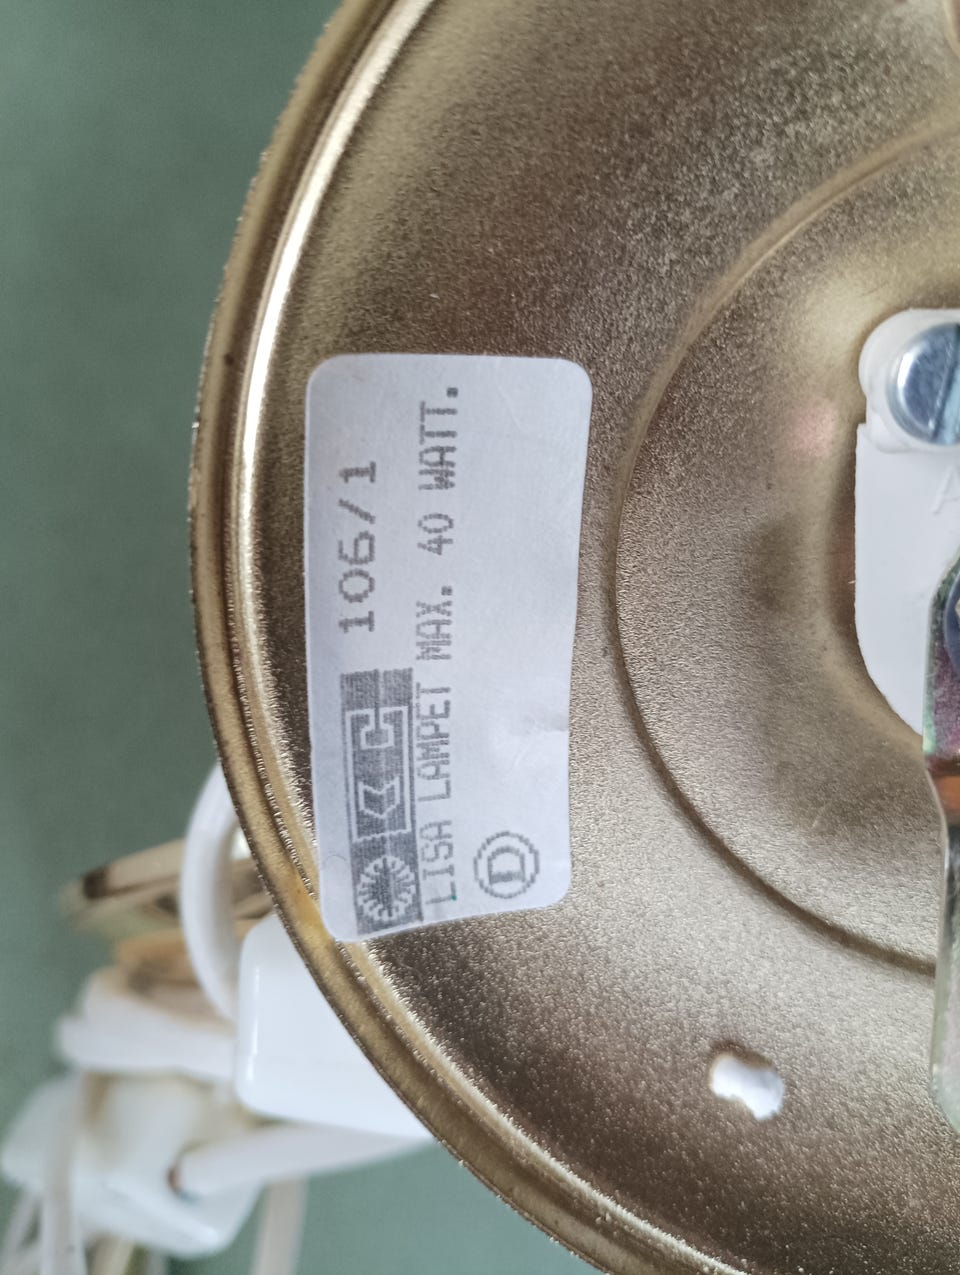 106/1
LISA LAMPET MAX. 40 WATT.
D